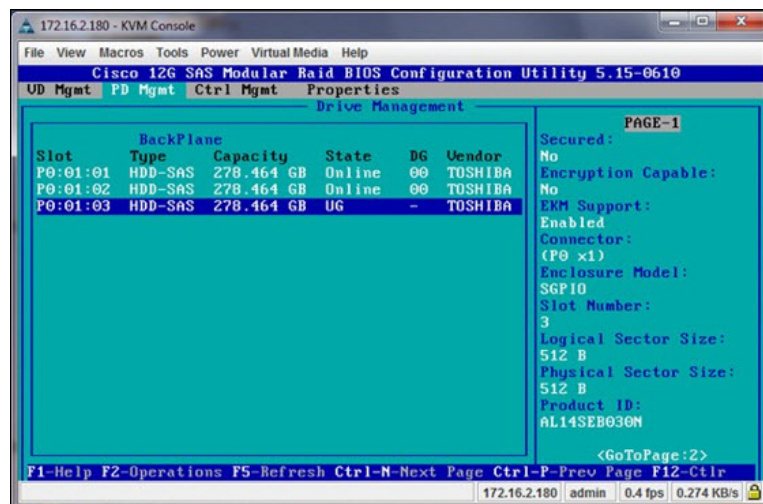 172.16.2.180 - KVM Console
File View Macros Tools Power Virtual Media Help
Cisco 12G SAS Modular Raid BIOS Configuration Utility 5.15-0610
VD Mgmt PD Mgmt Ctrl Mgmt Properties
Drive Management
BackPlane
Slot Type Capacity State DG Vendor
P0:01:01 HDD-SAS 278.464 GB Online 00 TOSHIBA
P0:01:02 HDD-SAS 278.464 GB Online 00 TOSHIBA
P0:01:03 HDD-SAS 278.464 GB UG - TOSHIBA
PAGE-1
Secured:
No
Encryption Capable:
No
EKM Support:
Enabled
Connector:
(P0 x1)
Enclosure Model:
SGPIO
Slot Number:
3
Logical Sector Size:
512 B
Physical Sector Size:
512 B
Product ID:
AL14SEB030N
<GoToPage:2>
F1-Help F2-Operations F5-Refresh Ctrl-N-Next Page Ctrl-P-Prev Page F12-Ctlr
172.16.2.180 admin 0.4 fps 0.274 KB/s